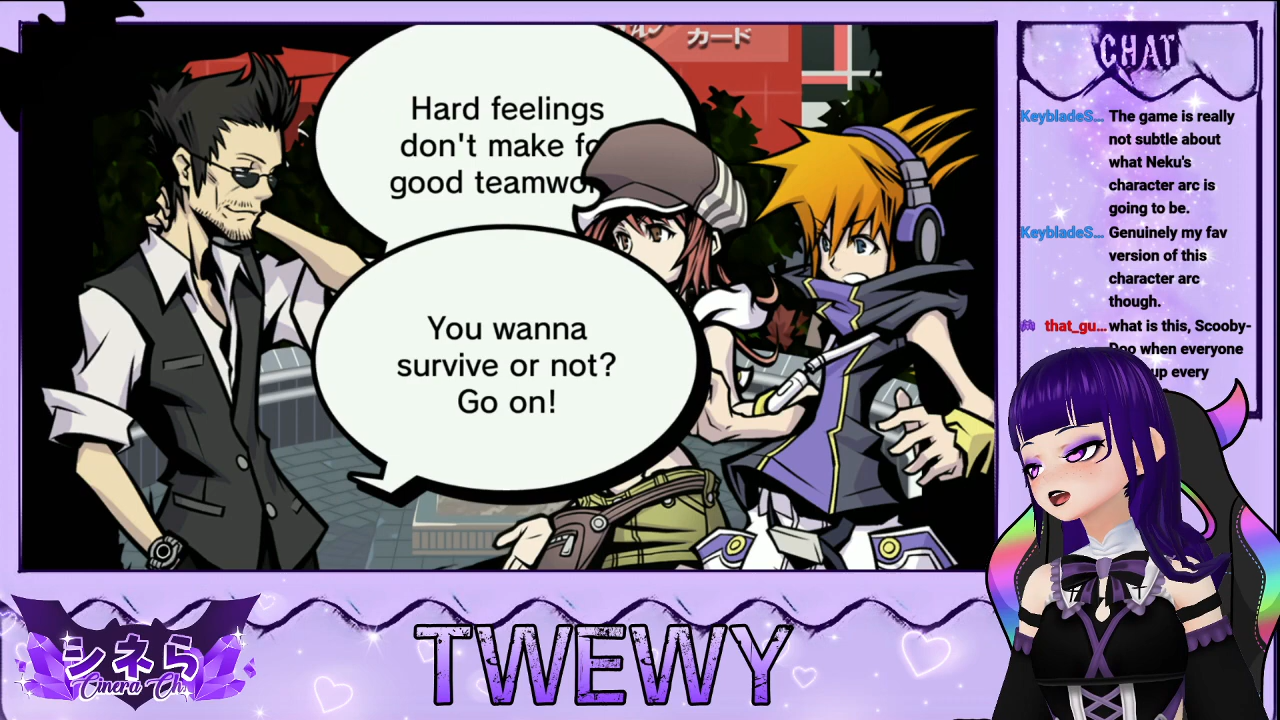 カード
Hard feelings
don't make fo
good teamwo
You wanna
survive or not?
Go on!
CHAT
KeybladeS... The game is really
not subtle about
what Neku's
character arc is
going to be.
KeybladeS... Genuinely my fav
version of this
character arc
though.
that_gu... what is this, Scooby-
Doo when everyone
up every
シネら
Cinera Ch.
TWEWY